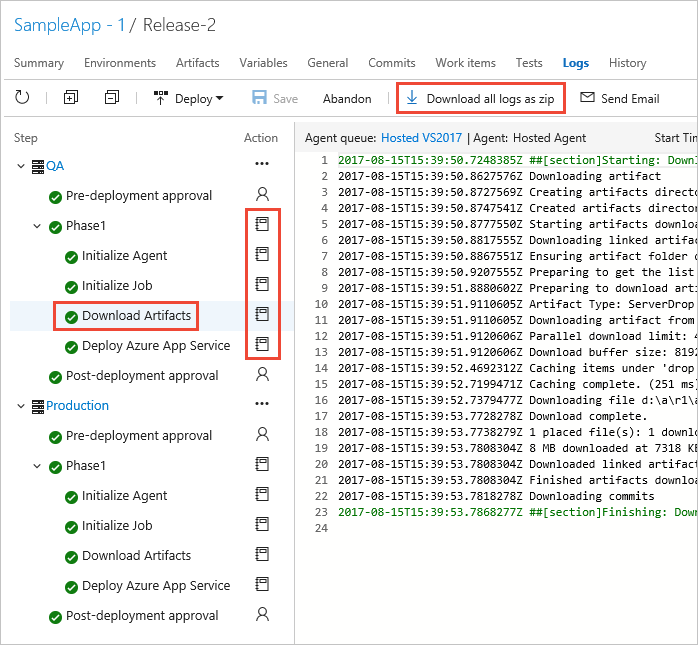 SampleApp - 1 / Release-2
Summary Environments Artifacts Variables General Commits Work items Tests Logs History
Deploy Save Abandon Download all logs as zip Send Email
Step Action
QA
Pre-deployment approval
Phase1
Initialize Agent
Initialize Job
Download Artifacts
Deploy Azure App Service
Post-deployment approval
Production
Pre-deployment approval
Phase1
Initialize Agent
Initialize Job
Download Artifacts
Deploy Azure App Service
Post-deployment approval
Agent queue: Hosted VS2017 | Agent: Hosted Agent Start Tim
1 2017-08-15T15:39:50.7248385Z ##[section]Starting: Downl
2 2017-08-15T15:39:50.8627576Z Downloading artifact
3 2017-08-15T15:39:50.8727569Z Creating artifacts director
4 2017-08-15T15:39:50.8747541Z Created artifacts director
5 2017-08-15T15:39:50.8777550Z Starting artifacts downloa
6 2017-08-15T15:39:50.8817555Z Downloading linked artifac
7 2017-08-15T15:39:50.8867551Z Ensuring artifact folder
8 2017-08-15T15:39:50.9207555Z Preparing to get the list
9 2017-08-15T15:39:51.8880602Z Preparing to download arti
10 2017-08-15T15:39:51.9110605Z Artifact Type: ServerDrop
11 2017-08-15T15:39:51.9110605Z Downloading artifact from
12 2017-08-15T15:39:51.9120606Z Parallel download limit: 4
13 2017-08-15T15:39:51.9120606Z Download buffer size: 8192
14 2017-08-15T15:39:52.4692312Z Caching items under 'drop
15 2017-08-15T15:39:52.7199471Z Caching complete. (251 ms)
16 2017-08-15T15:39:52.7379477Z Downloading file d:\a\r1\a
17 2017-08-15T15:39:53.7728278Z Download complete.
18 2017-08-15T15:39:53.7738279Z 1 placed file(s): 1 downlo
19 2017-08-15T15:39:53.7808304Z 8 MB downloaded at 7318 KB
20 2017-08-15T15:39:53.7808304Z Downloaded linked artifact
21 2017-08-15T15:39:53.7808304Z Finished artifacts downloa
22 2017-08-15T15:39:53.7818278Z Downloading commits
23 2017-08-15T15:39:53.7868277Z ##[section]Finishing: Down
24